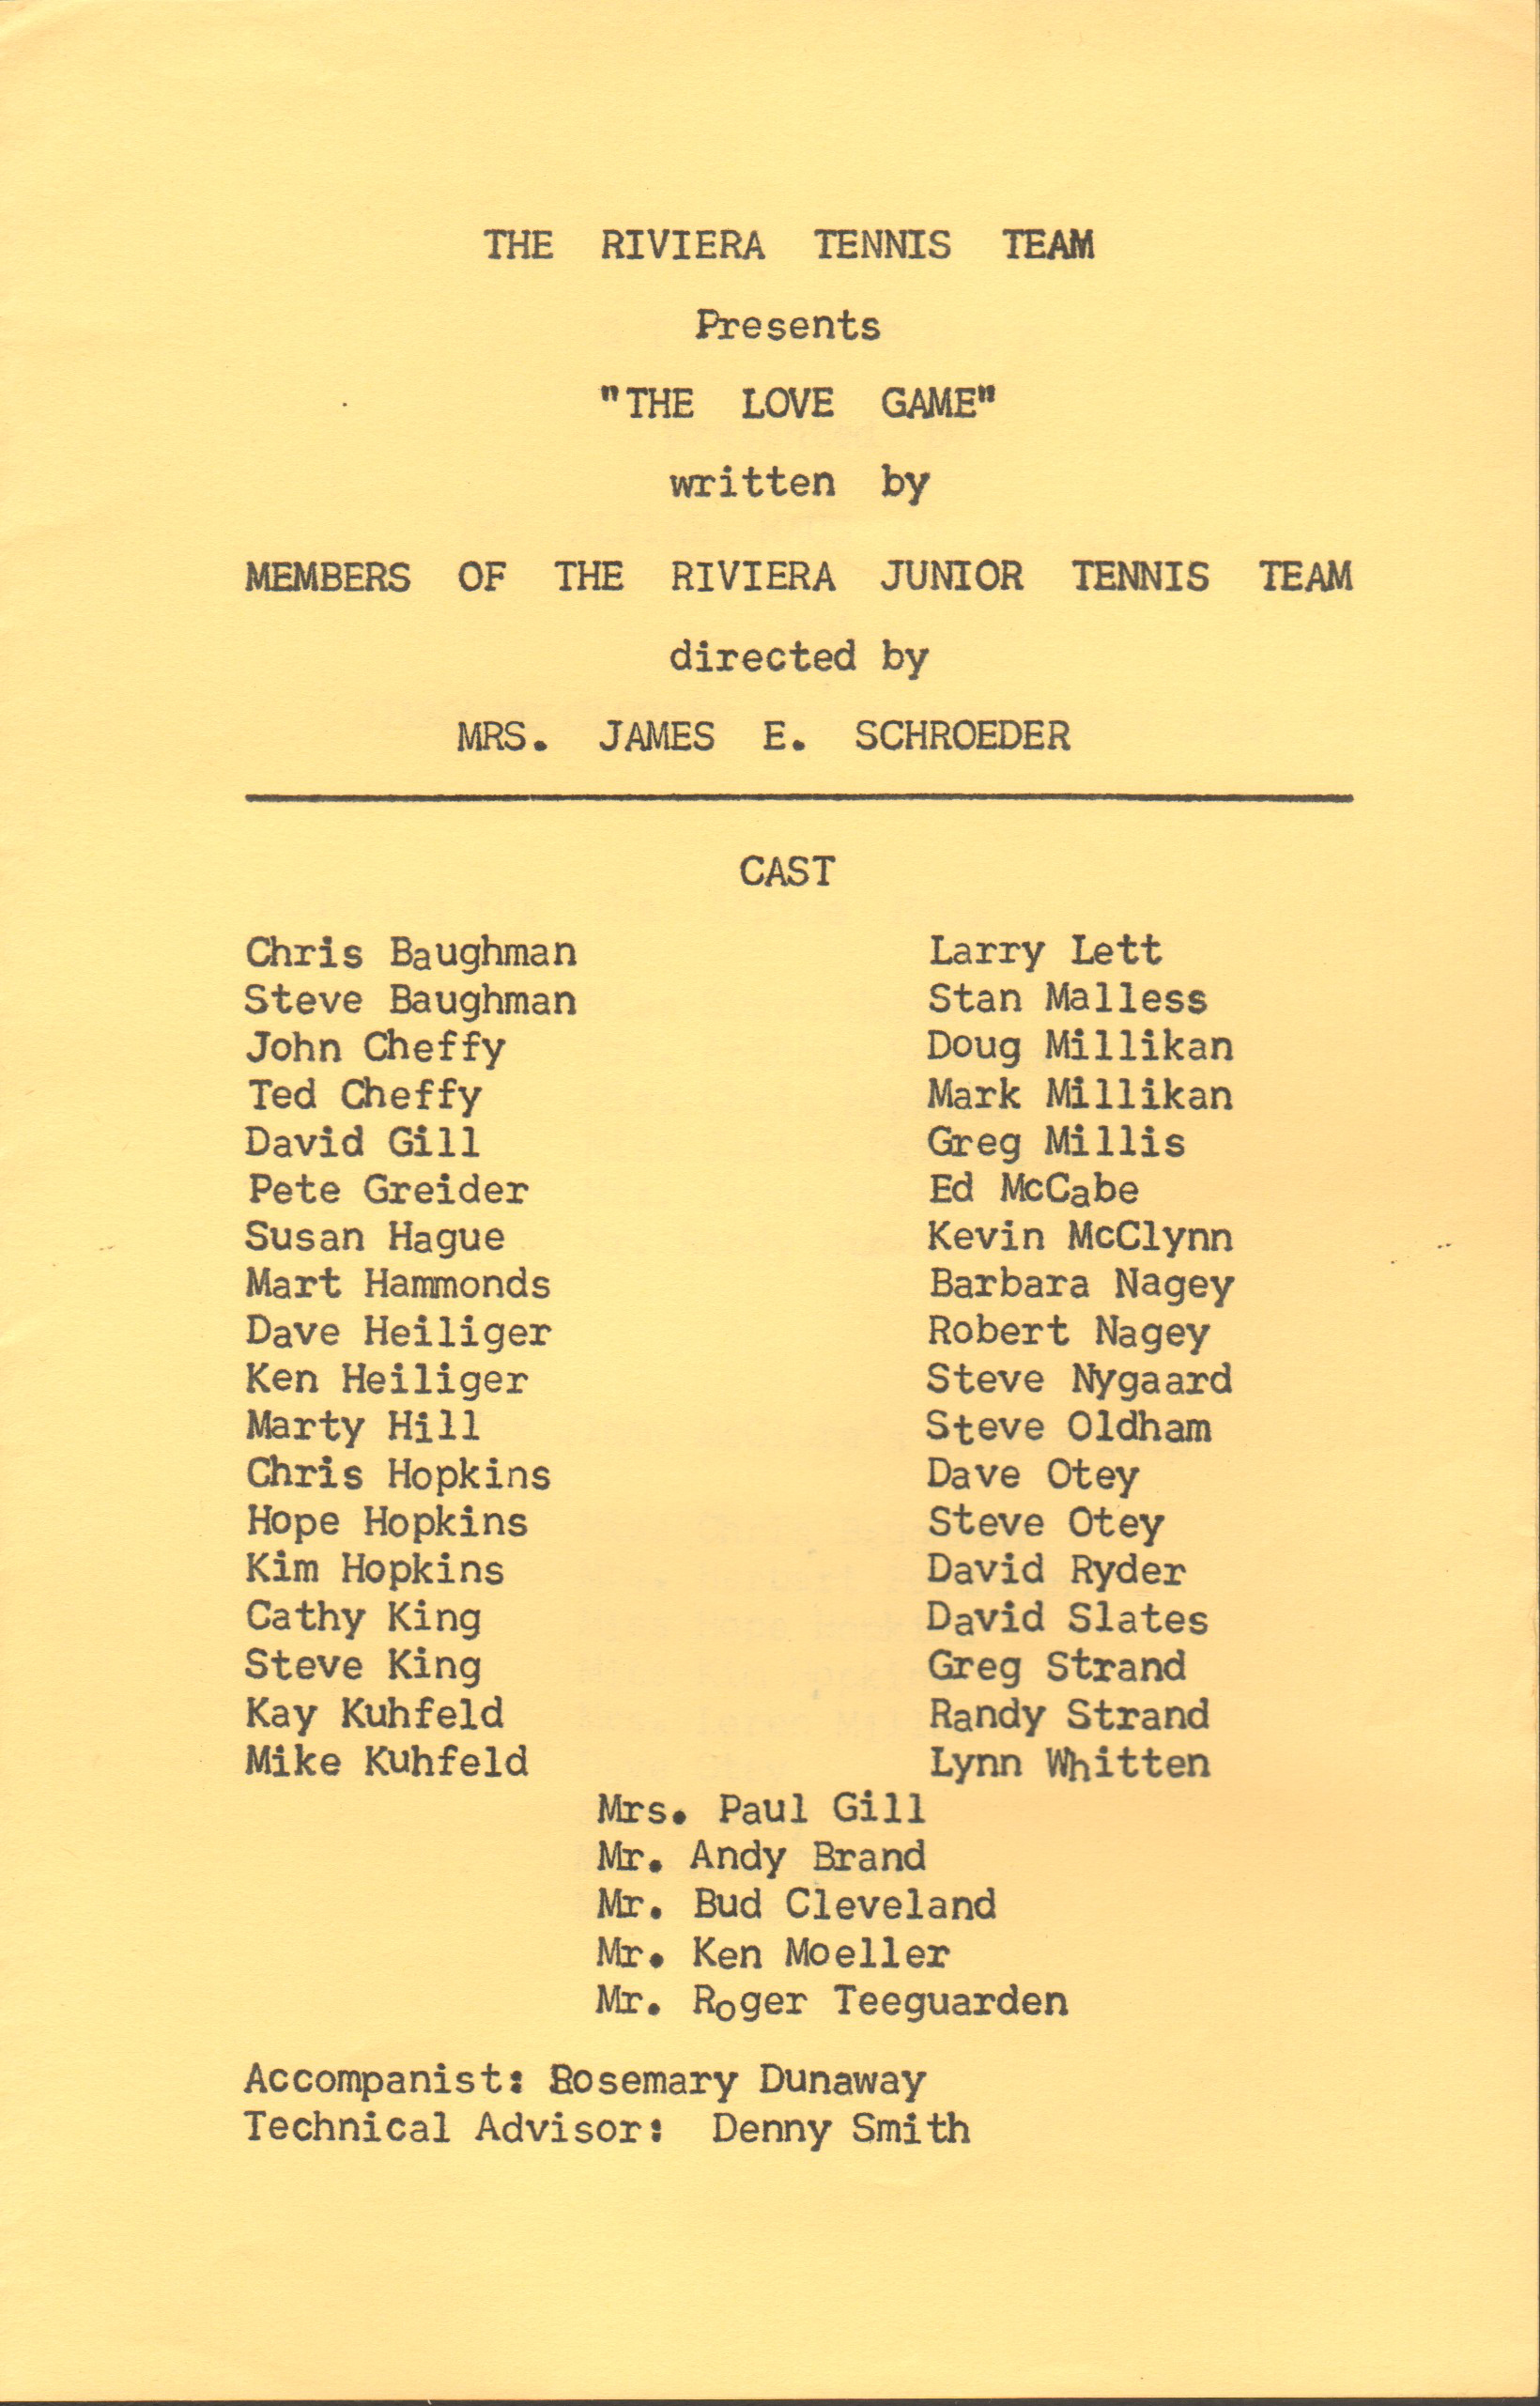 THE RIVIERA TENNIS TEAM
Presents
"THE LOVE GAME"
written by
MEMBERS OF THE RIVIERA JUNIOR TENNIS TEAM
directed by
MRS. JAMES E. SCHROEDER
CAST
Chris Baughman
Steve Baughman
John Cheffy
Ted Cheffy
David Gill
Pete Greider
Susan Hague
Mart Hammonds
Dave Heiliger
Ken Heiliger
Marty Hill
Chris Hopkins
Hope Hopkins
Kim Hopkins
Cathy King
Steve King
Kay Kuhfeld
Mike Kuhfeld
Larry Lett
Stan Malless
Doug Millikan
Mark Millikan
Greg Millis
Ed McCabe
Kevin McClynn
Barbara Nagey
Robert Nagey
Steve Nygaard
Steve Oldham
Dave Otey
Steve Otey
David Ryder
David Slates
Greg Strand
Randy Strand
Lynn Whitten
Mrs. Paul Gill
Mr. Andy Brand
Mr. Bud Cleveland
Mr. Ken Moeller
Mr. Roger Teeguarden
Accompanist: Rosemary Dunaway
Technical Advisor: Denny Smith